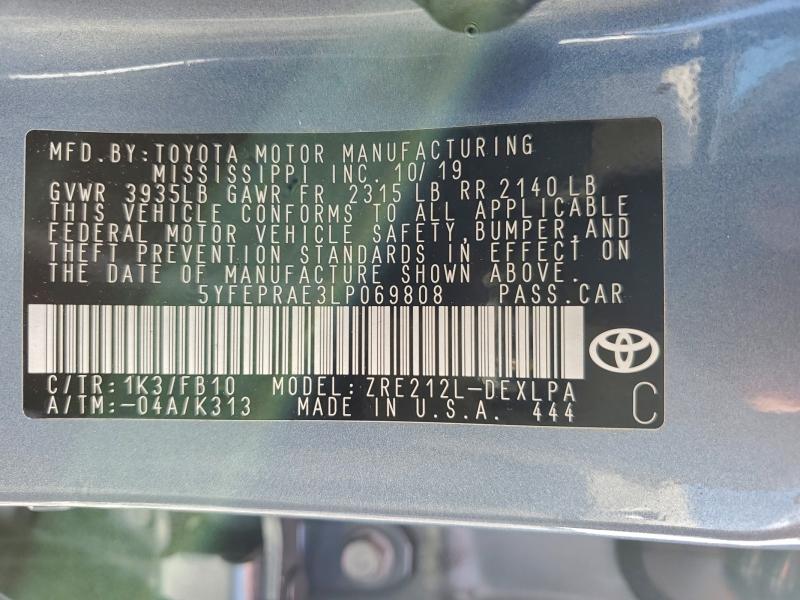 MFD.BY:TOYOTA MOTOR MANUFACTURING
MISSISSIPPI INC. 10/19
GVWR 3935LB GAWR FR 2315 LB RR 2140 LB
THIS VEHICLE CONFORMS TO ALL APPLICABLE
FEDERAL MOTOR VEHICLE SAFETY,BUMPER,AND
THEFT PREVENTION STANDARDS IN EFFECT ON
THE DATE OF MANUFACTURE SHOWN ABOVE.
5YFEPRAE3LP069808 PASS.CAR
C/TR:1K3/FB10 MODEL:ZRE212L-DEXLPA
A/TM:-04A/K313 MADE IN U.S.A. 444 C